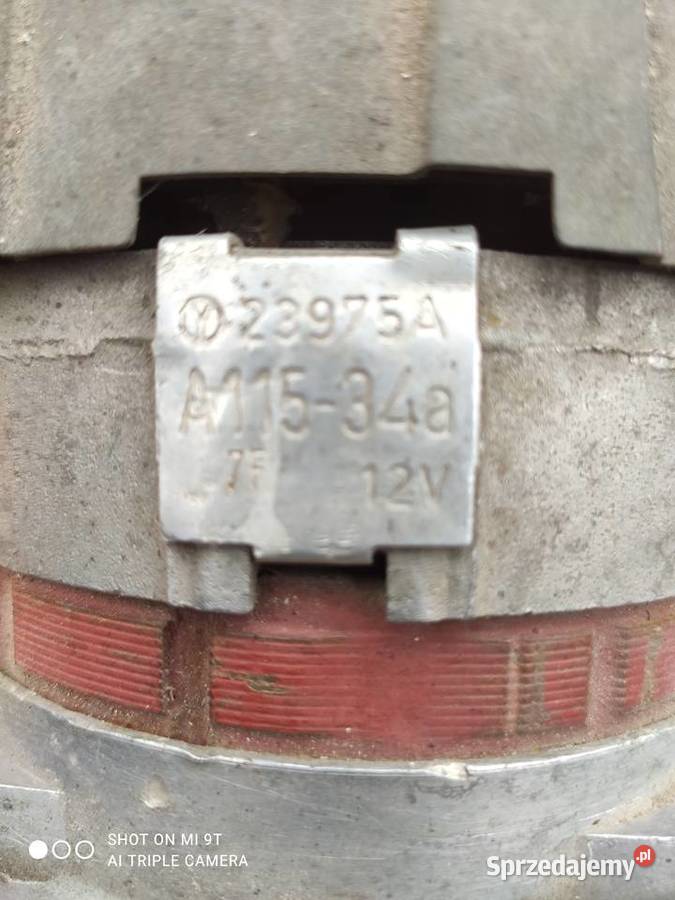 23975A
A115-34a
12V
SHOT ON MI 9T
AI TRIPLE CAMERA
Sprzedajemy.pl